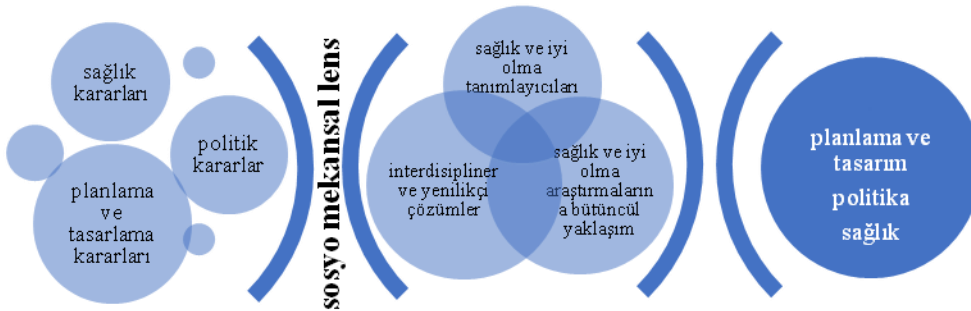 sağlık
kararları
politik
kararlar
planlama
ve
tasarlama
kararları
sosyo mekansal lens
sağlık ve iyi
olma
tanımlayıcıları
interdisipliner
ve yenilikçi
çözümler
sağlık ve iyi
olma
araştırmaların
a bütüncül
yaklaşım
planlama ve
tasarım
politika
sağlık